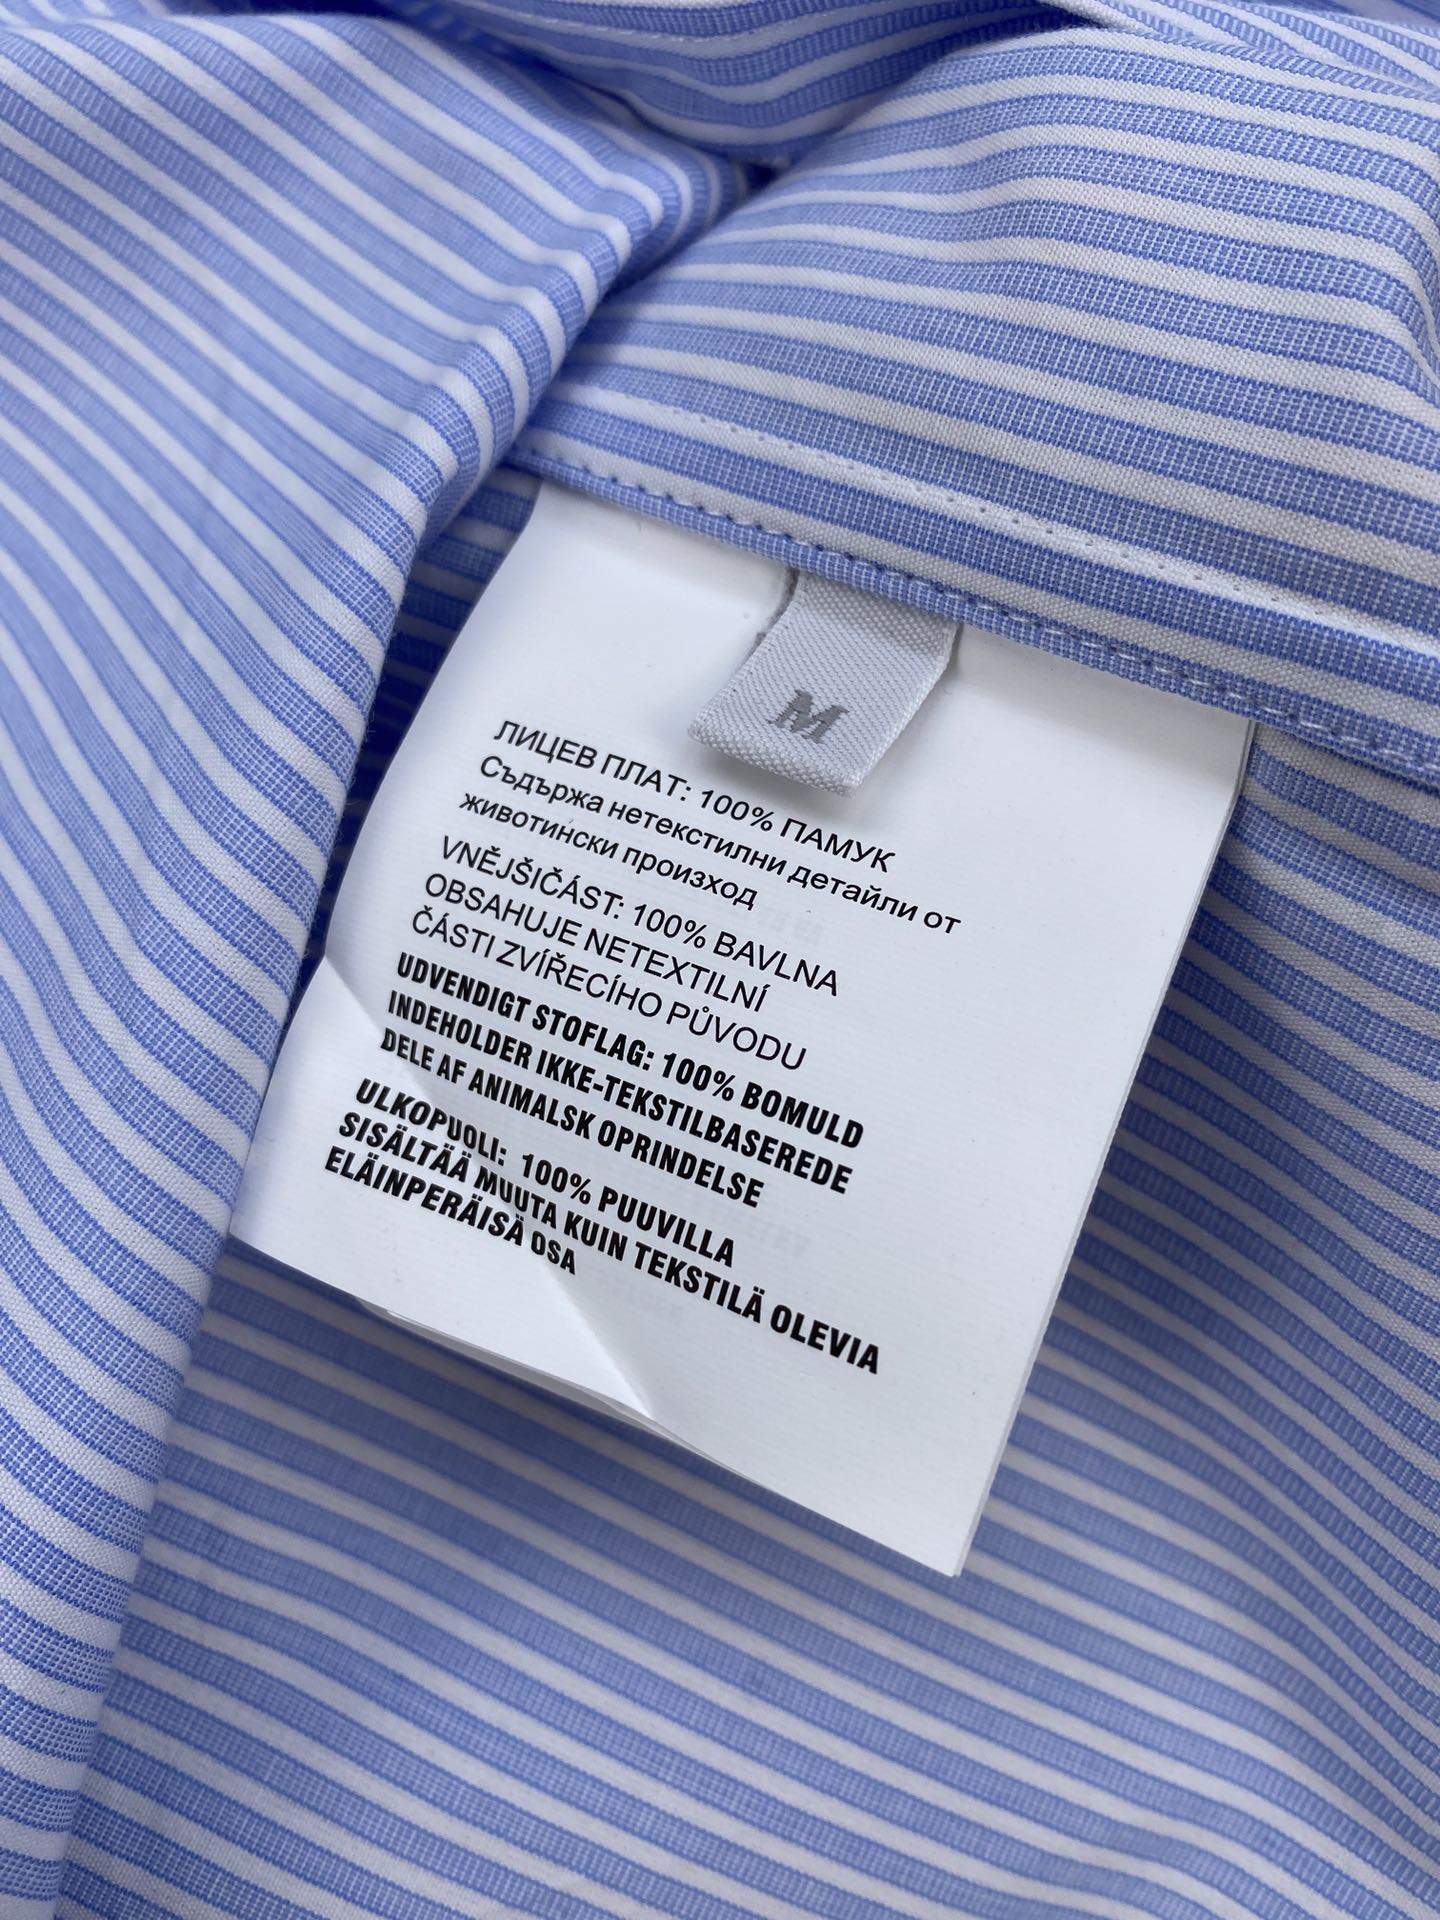 M
ЛИЦЕВ ПЛАТ: 100% ПАМУК
Съдържа нетекстилни детайли от
животински произход
VNĚJŠIČÁST: 100% BAVLNA
OBSAHUJE NETEXTILNÍ
ČÁSTI ZVÍŘECÍHO PŮVODU
UDVENDIGT STOFLAG: 100% BOMULD
INDEHOLDER IKKE-TEKSTILBASEREDE
DELE AF ANIMALSK OPRINDELSE
ULKOPUOLI: 100% PUUVILLA
SISÄLTÄÄ MUUTA KUIN TEKSTILÄ OLEVIA
ELÄINPERÄISÄ OSA